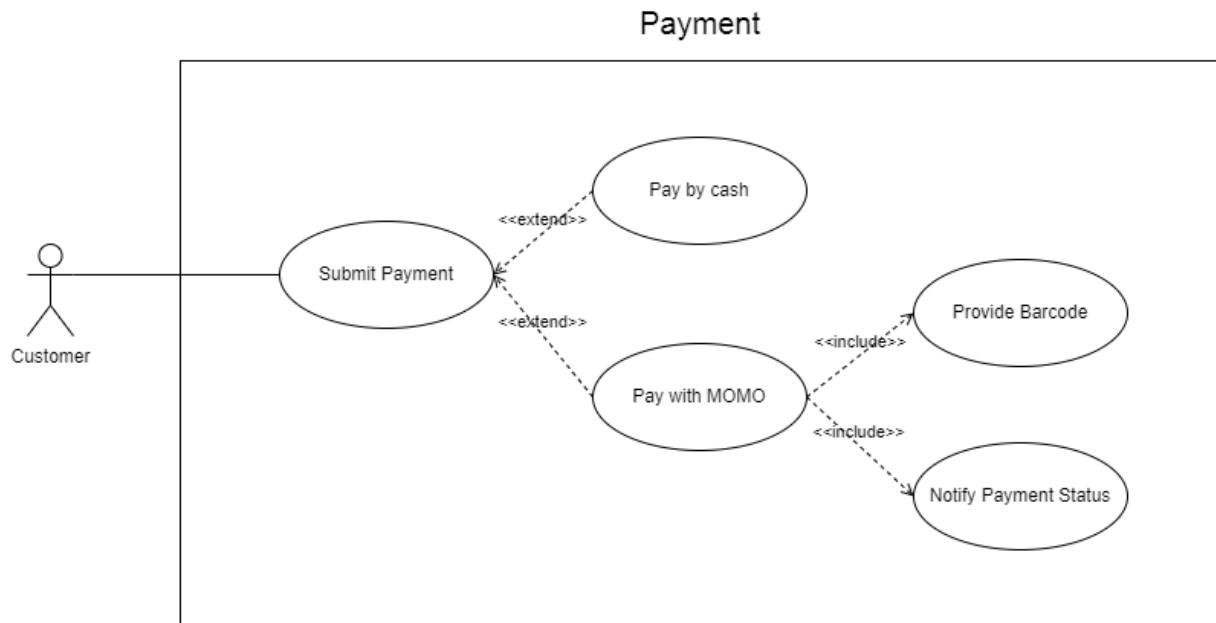 Payment
Pay by cash
<<extend>>
Submit Payment
Customer
<<extend>>
Pay with MOMO
Provide Barcode
<<include>>
<<include>>
Notify Payment Status